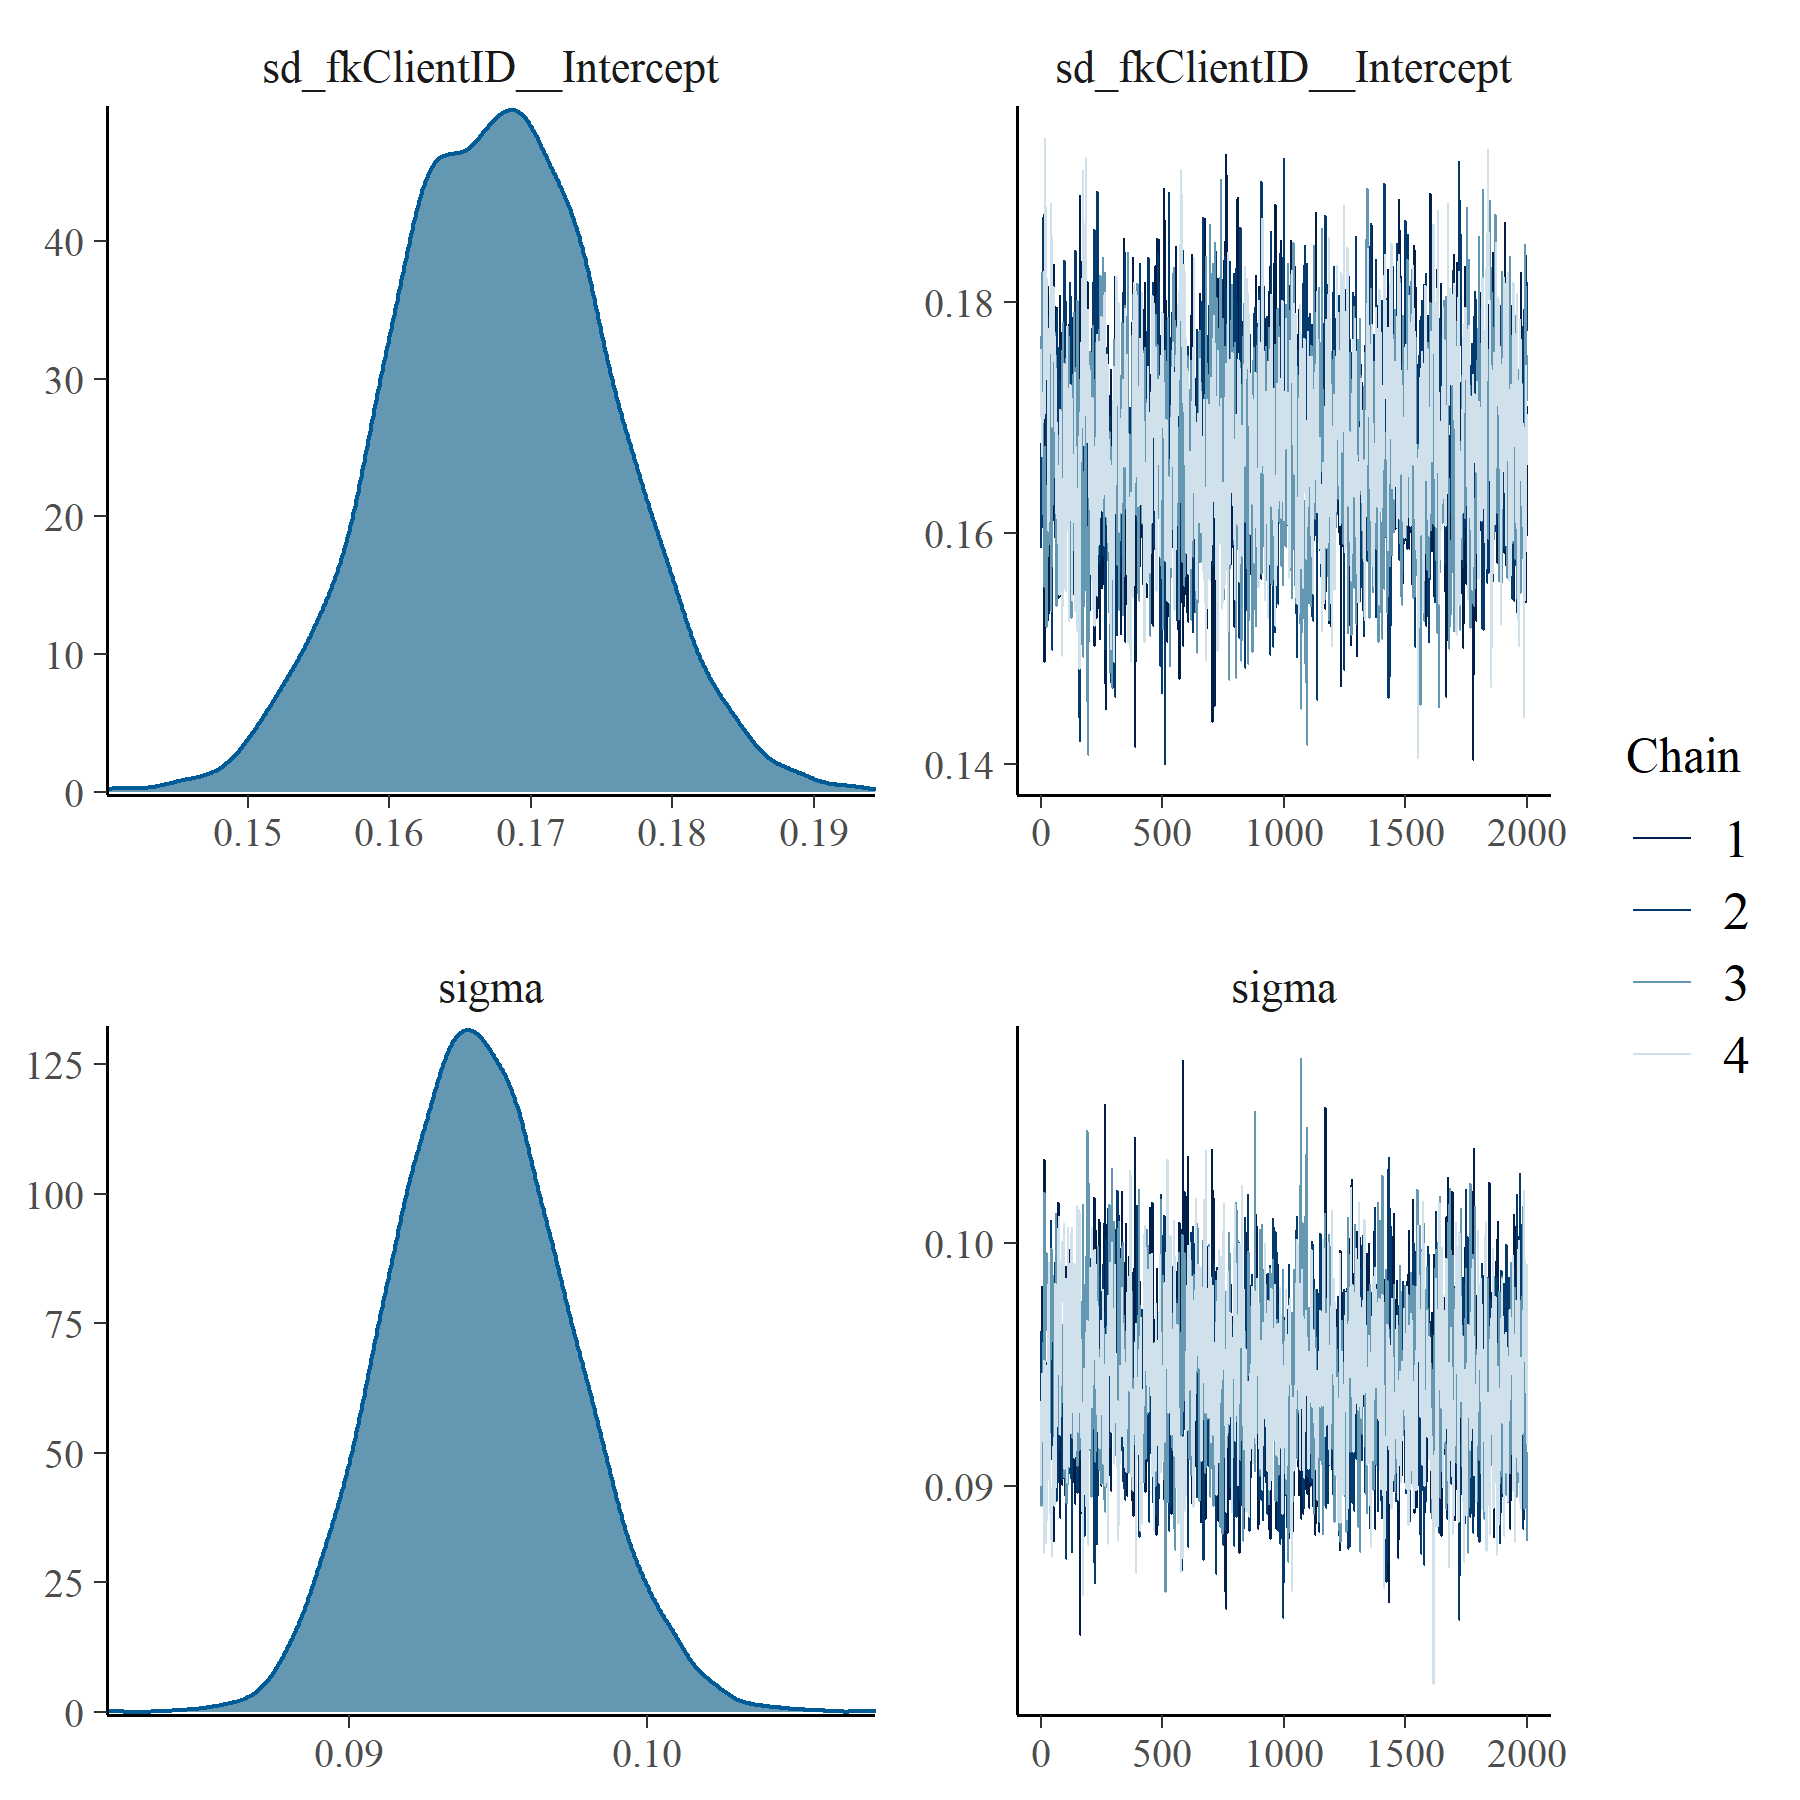 sd_fkClientID__Intercept
40
30
20
10
0
0.15 0.16 0.17 0.18 0.19
sd_fkClientID__Intercept
0.18
0.16
0.14
0 500 1000 1500 2000
sigma
125
100
75
50
25
0
0.09 0.10
sigma
0.10
0.09
0 500 1000 1500 2000
Chain
1
2
3
4